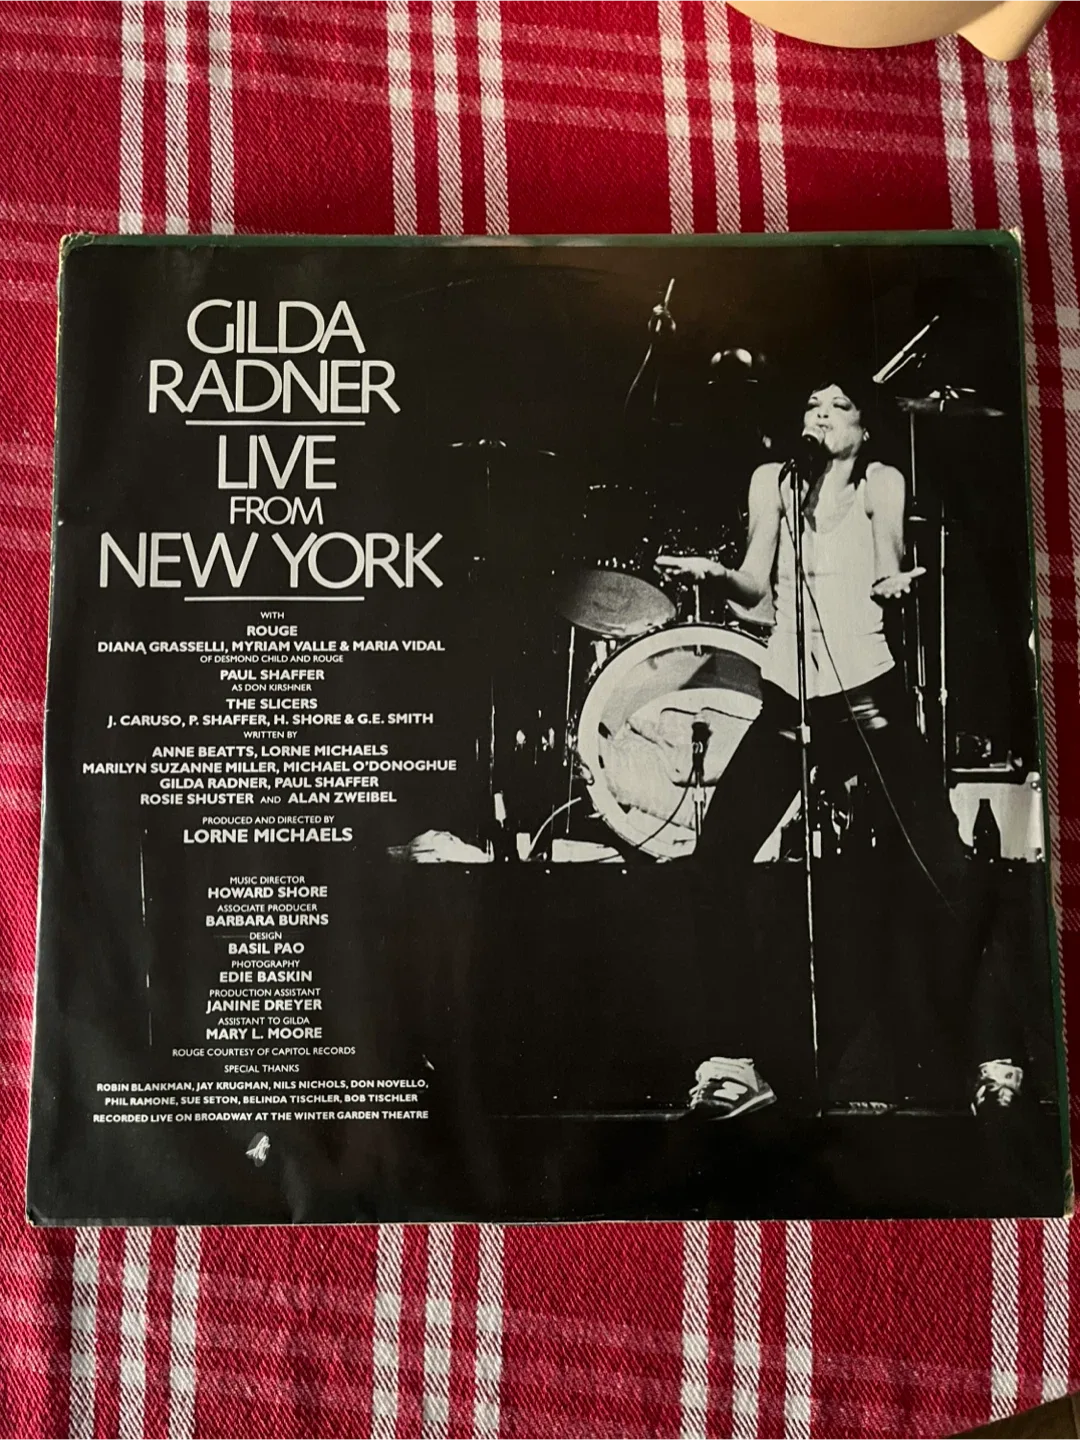 GILDA
RADNER
LIVE
FROM
NEW YORK
WITH
ROUGE
DIANA GRASSELLI, MYRIAM VALLE & MARIA VIDAL
OF DESMOND CHILD AND ROUGE
PAUL SHAFFER
AS DON KIRSHNER
THE SLICERS
J. CARUSO, P. SHAFFER, H. SHORE & G.E. SMITH
WRITTEN BY
ANNE BEATTS, LORNE MICHAELS
MARILYN SUZANNE MILLER, MICHAEL O'DONOGHUE
GILDA RADNER, PAUL SHAFFER
ROSIE SHUSTER AND ALAN ZWEIBEL
PRODUCED AND DIRECTED BY
LORNE MICHAELS
MUSIC DIRECTOR
HOWARD SHORE
ASSOCIATE PRODUCER
BARBARA BURNS
DESIGN
BASIL PAO
PHOTOGRAPHY
EDIE BASKIN
PRODUCTION ASSISTANT
JANINE DREYER
ASSISTANT TO GILDA
MARY L. MOORE
ROUGE COURTESY OF CAPITOL RECORDS
SPECIAL THANKS
ROBIN BLANKMAN, JAY KRUGMAN, NILS NICHOLS, DON NOVELLO,
PHIL RAMONE, SUE SETON, BELINDA TISCHLER, BOB TISCHLER
RECORDED LIVE ON BROADWAY AT THE WINTER GARDEN THEATRE